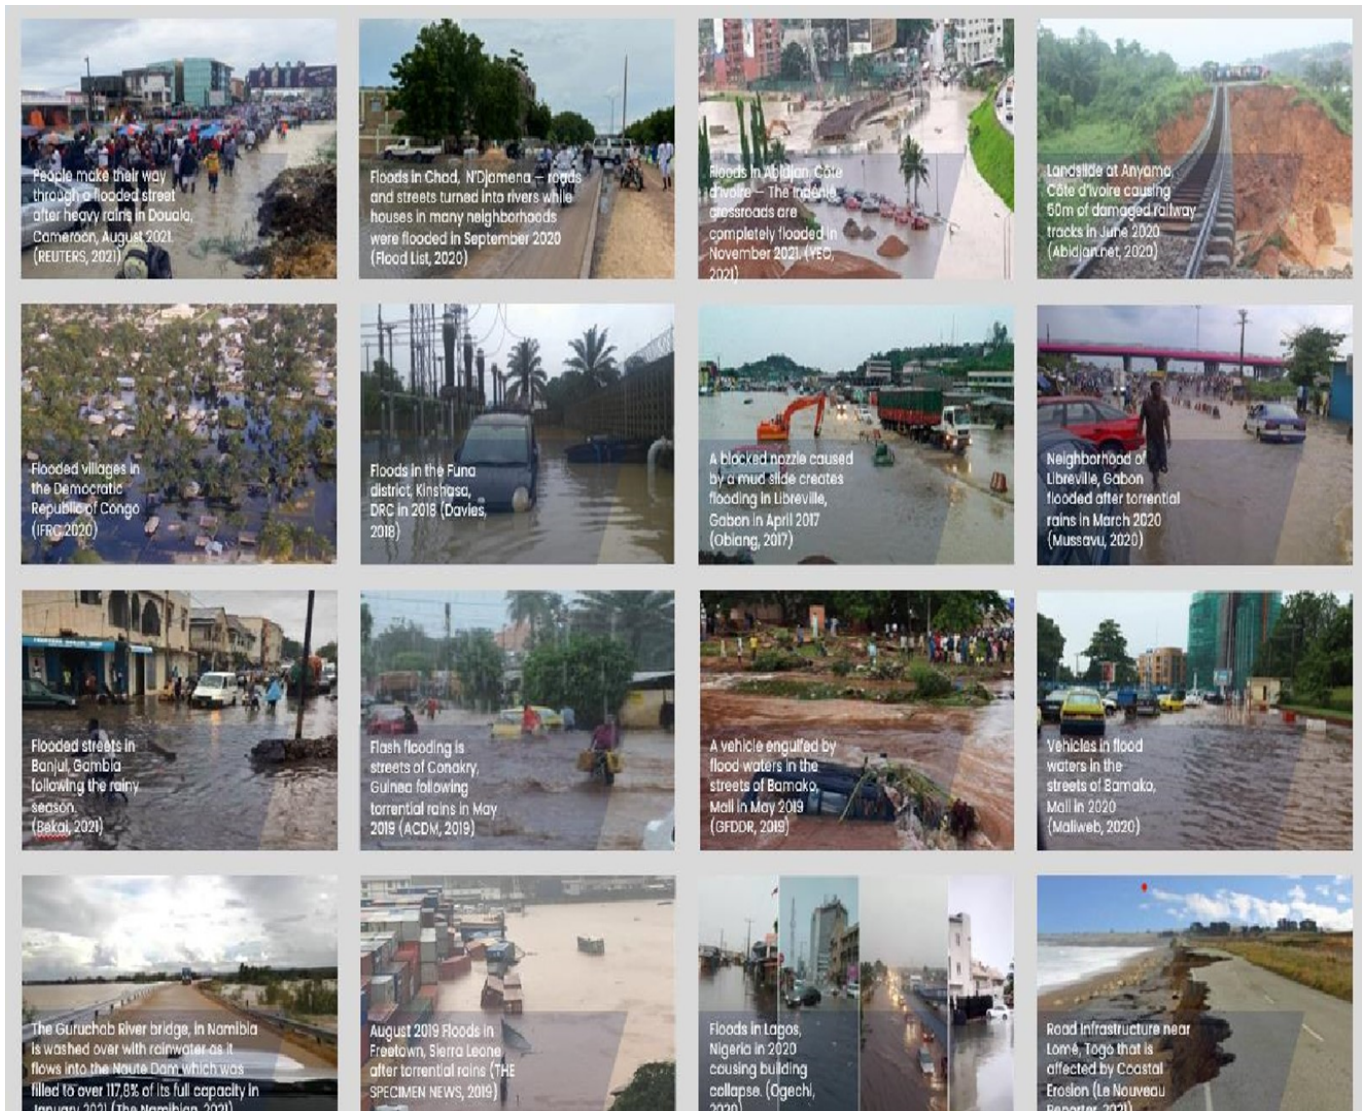 People make their way
through a flooded street
after heavy rains in Douala,
Cameroon, August 2021.
(REUTERS, 2021)
Floods in Chad, N'Djamena – roads
and streets turned into rivers while
houses in many neighborhoods
were flooded in September 2020
(Flood List, 2020)
Floods in Abidjan, Côte
d'Ivoire – The Indénié
crossroads are
completely flooded in
November 2021. (YEO,
2021)
Landslide at Anyama
Côte d'Ivoire causing
50m of damaged railway
tracks in June 2020
(Abidjan.net, 2020)
Flooded villages in
the Democratic
Republic of Congo
(IFRC 2020)
Floods in the Funa
district, Kinshasa,
DRC in 2018 (Davies,
2018)
A blocked nozzle caused
by a mud slide creates
flooding in Libreville,
Gabon in April 2017
(Obiang, 2017)
Neighborhood of
Libreville, Gabon
flooded after torrential
rains in March 2020
(Mussavu, 2020)
Flooded streets in
Banjul, Gambia
following the rainy
season.
(Bekai, 2021)
Flash flooding is
streets of Conakry,
Guinea following
torrential rains in May
2019 (ACDM, 2019)
A vehicle engulfed by
flood waters in the
streets of Bamako,
Mali in May 2019
(GFDDR, 2019)
Vehicles in flood
waters in the
streets of Bamako,
Mali in 2020
(Maliweb, 2020)
The Guruchab River bridge, in Namibia
is washed over with rainwater as it
flows into the Naute Dam which was
filled to over 117,8% of its full capacity in
January 2021 (The Namibian, 2021)
August 2019 Floods in
Freetown, Sierra Leone
after torrential rains (THE
SPECIMEN NEWS, 2019)
Floods in Lagos,
Nigeria in 2020
causing building
collapse. (Ogechi,
2020)
Road Infrastructure near
Lomé, Togo that is
affected by Coastal
Erosion (Le Nouveau
Reporter, 2021)